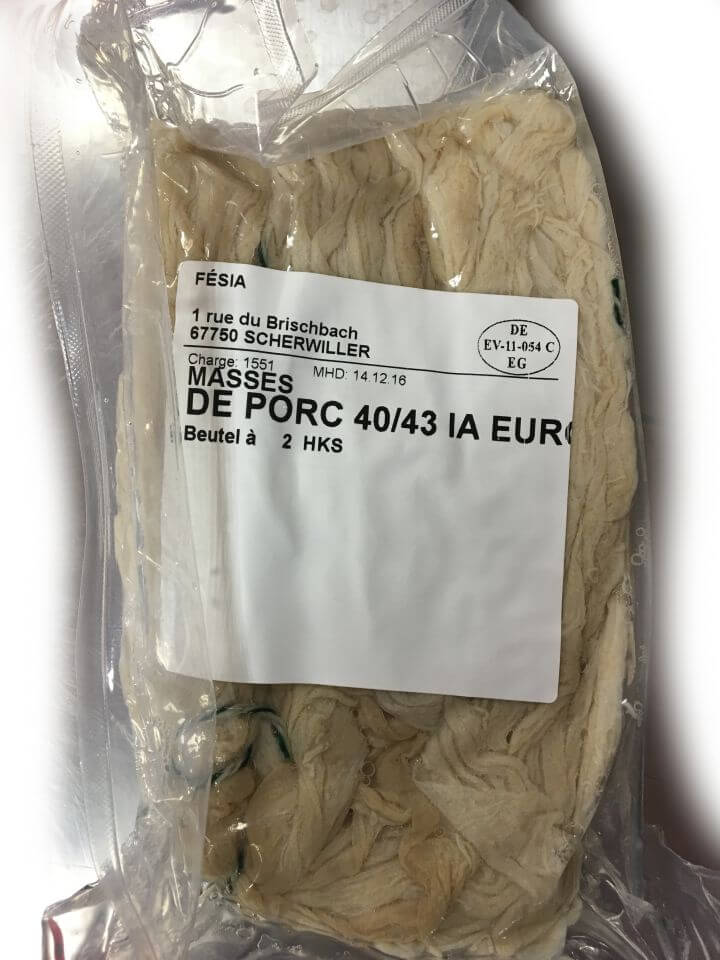 FÉSIA
1 rue du Brischbach
67750 SCHERWILLER
DE
EV-11-054 C
EG
Charge: 1551 MHD: 14.12.16
MASSES
DE PORC 40/43 IA EURO
Beutel à 2 HKS